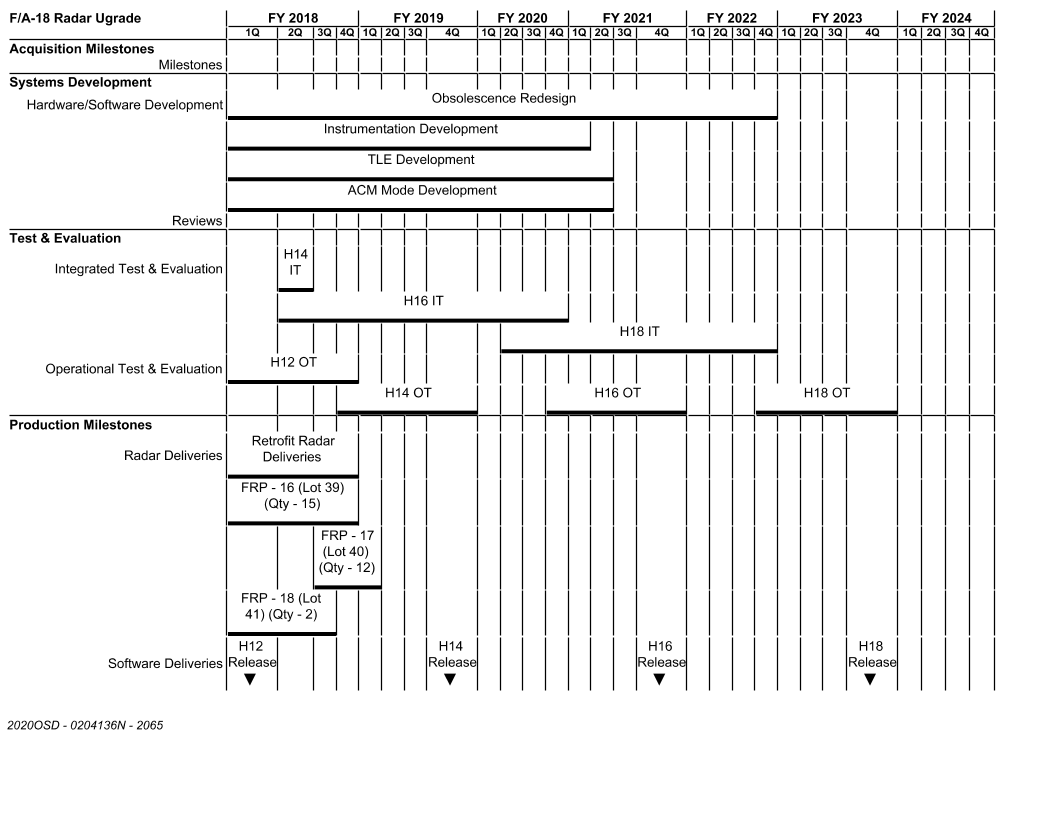 F/A-18 Radar Ugrade
FY 2018 FY 2019 FY 2020 FY 2021 FY 2022 FY 2023 FY 2024
1Q 2Q 3Q 4Q 1Q 2Q 3Q 4Q 1Q 2Q 3Q 4Q 1Q 2Q 3Q 4Q 1Q 2Q 3Q 4Q 1Q 2Q 3Q 4Q 1Q 2Q 3Q 4Q
Acquisition Milestones
Milestones
Systems Development
Hardware/Software Development
Obsolescence Redesign
Instrumentation Development
TLE Development
ACM Mode Development
Reviews
Test & Evaluation
Integrated Test & Evaluation
H14
IT
H16 IT
H18 IT
Operational Test & Evaluation
H12 OT
H14 OT H16 OT H18 OT
Production Milestones
Radar Deliveries
Retrofit Radar
Deliveries
FRP - 16 (Lot 39)
(Qty - 15)
FRP - 17
(Lot 40)
(Qty - 12)
FRP - 18 (Lot
41) (Qty - 2)
Software Deliveries
H12
Release
H14
Release
H16
Release
H18
Release
2020OSD - 0204136N - 2065